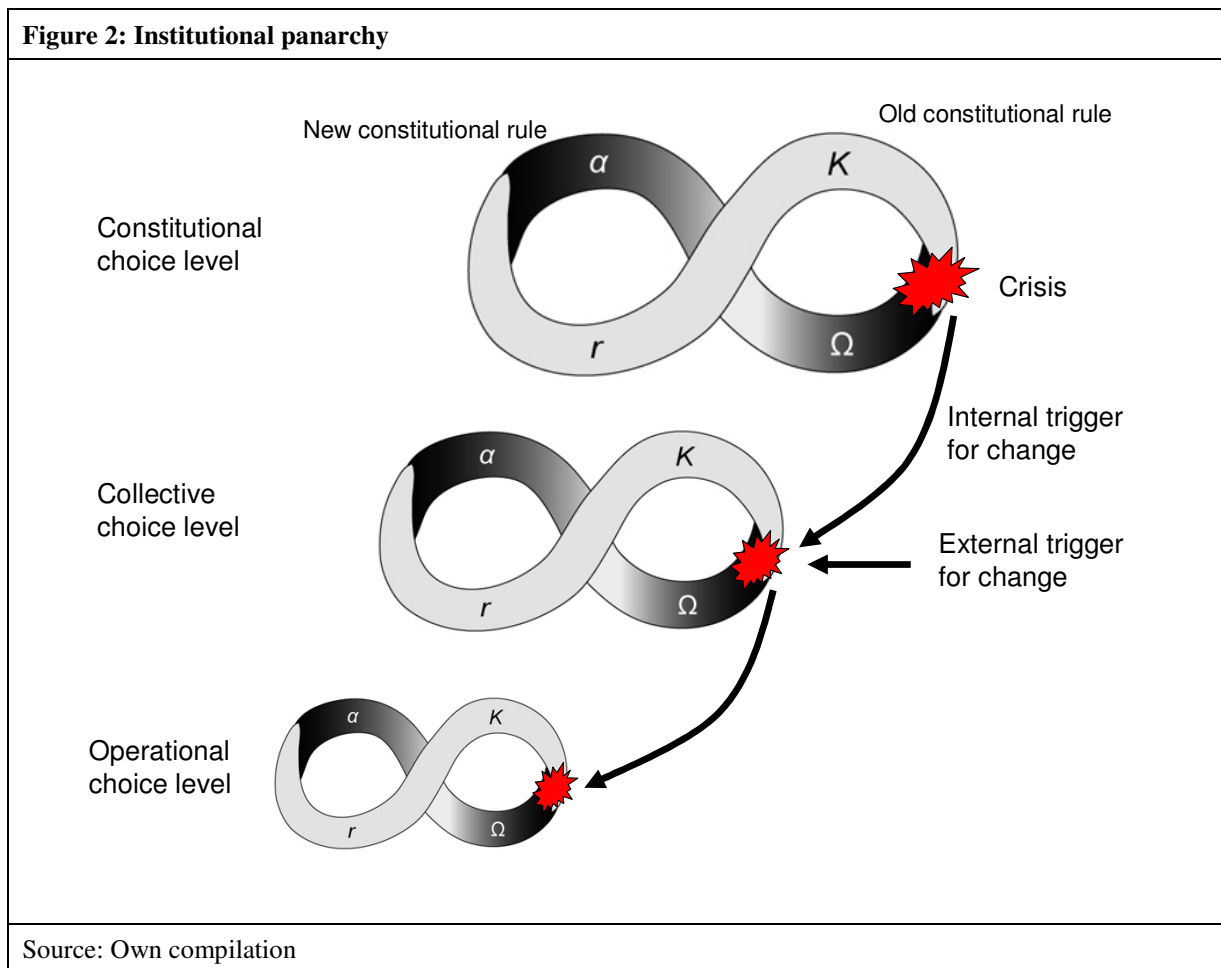 Figure 2: Institutional panarchy
New constitutional rule
Old constitutional rule
α
K
Constitutional
choice level
Crisis
r
Ω
Internal trigger
for change
α
K
Collective
choice level
External trigger
for change
r
Ω
α
K
Operational
choice level
r
Ω
Source: Own compilation